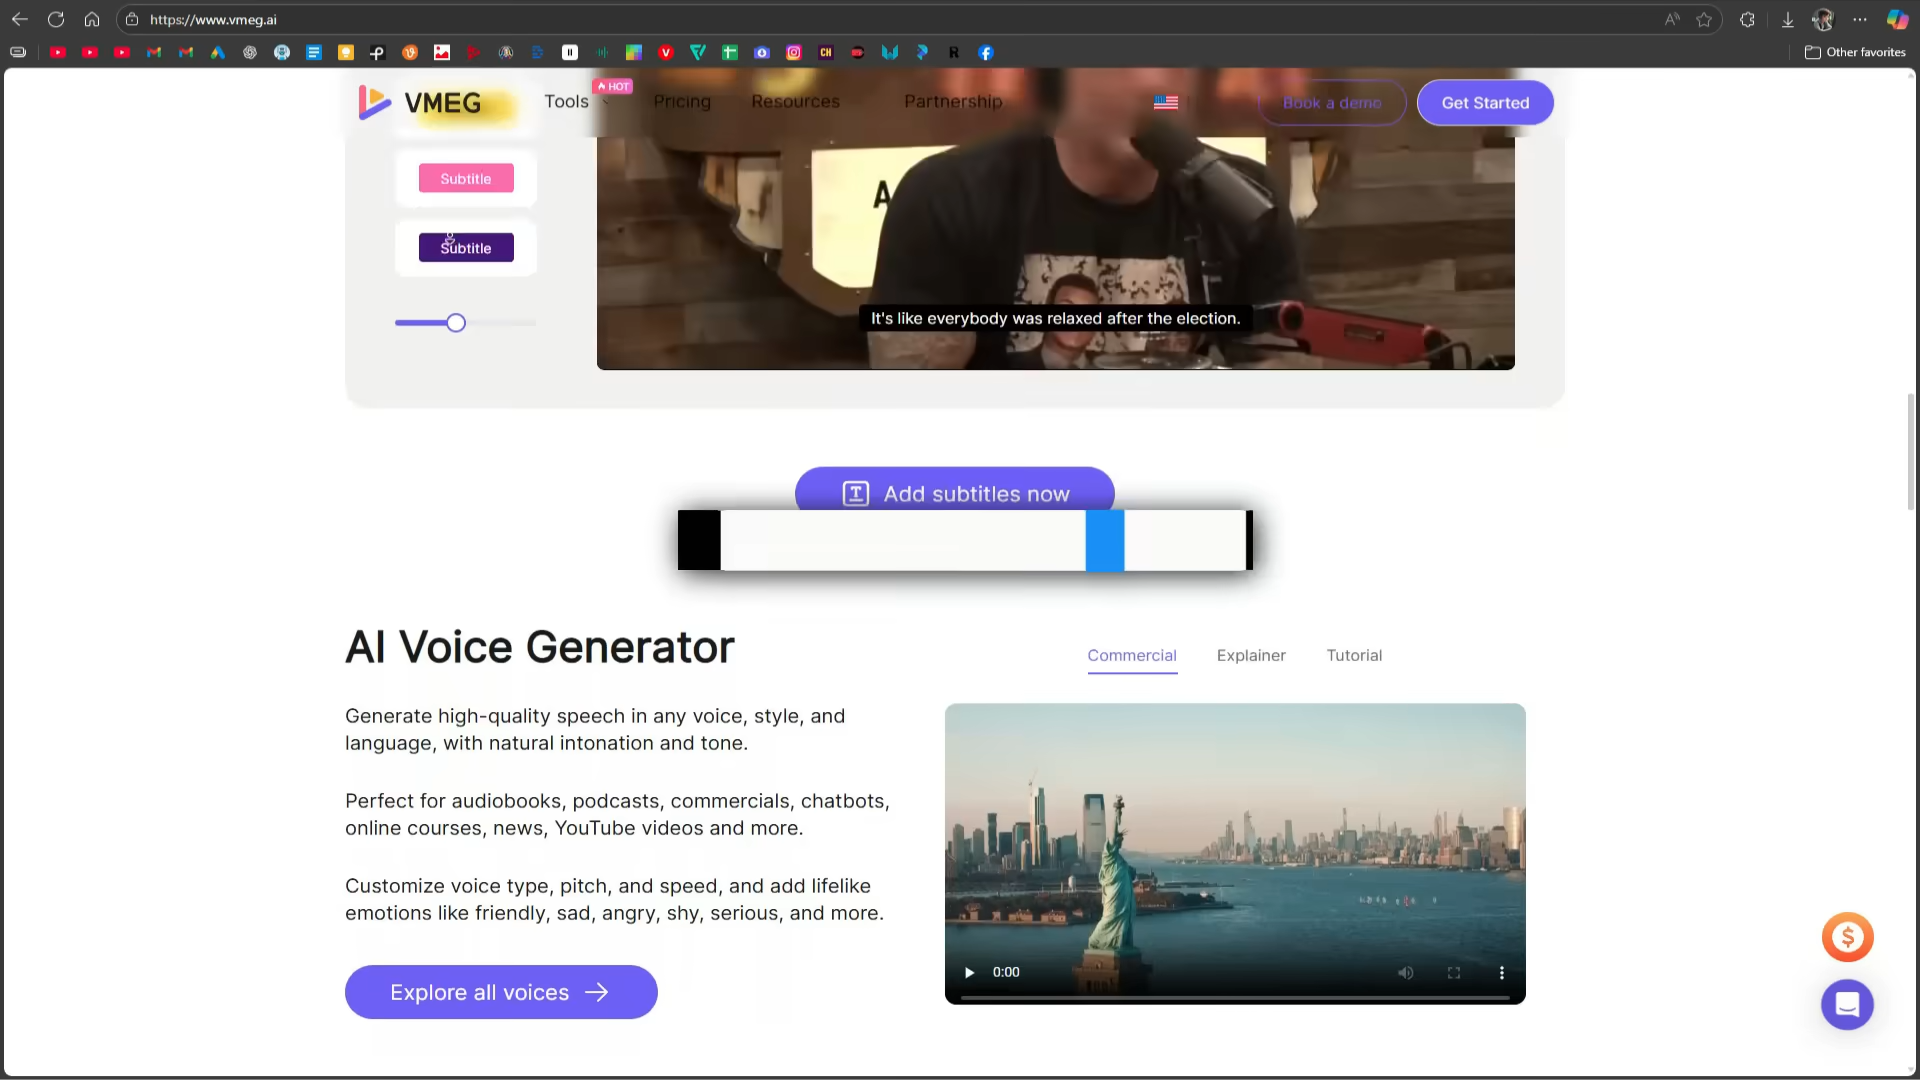 https://www.vmeg.ai
Other favorites
VMEG
Tools
HOT
Pricing
Resources
Partnership
Book a demo
Get Started
Subtitle
Subtitle
A
It's like everybody was relaxed after the election.
Add subtitles now
AI Voice Generator
Commercial
Explainer
Tutorial
Generate high-quality speech in any voice, style, and
language, with natural intonation and tone.
Perfect for audiobooks, podcasts, commercials, chatbots,
online courses, news, YouTube videos and more.
Customize voice type, pitch, and speed, and add lifelike
emotions like friendly, sad, angry, shy, serious, and more.
0:00
Explore all voices